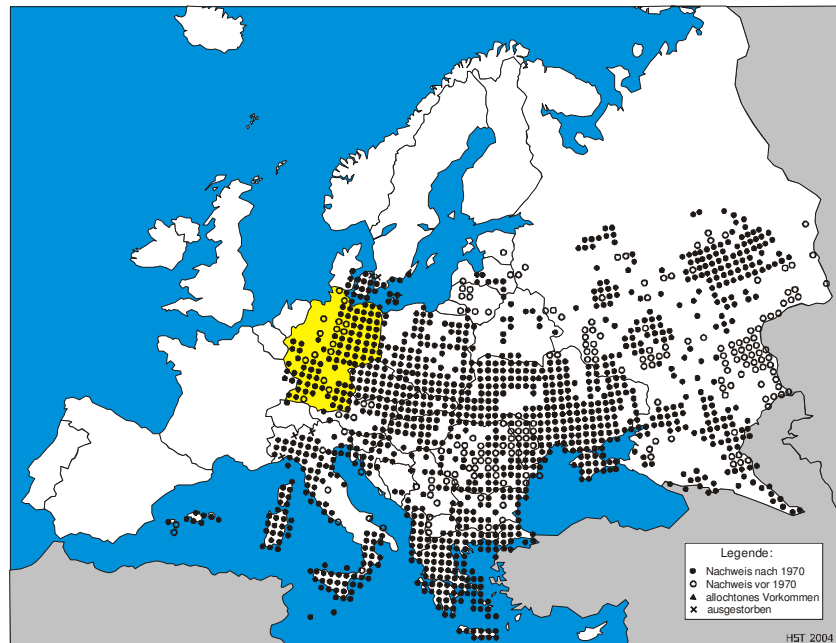 Legende:
Nachweis nach 1970
Nachweis vor 1970
allochtones Vorkommen
ausgestorben
HST 2004